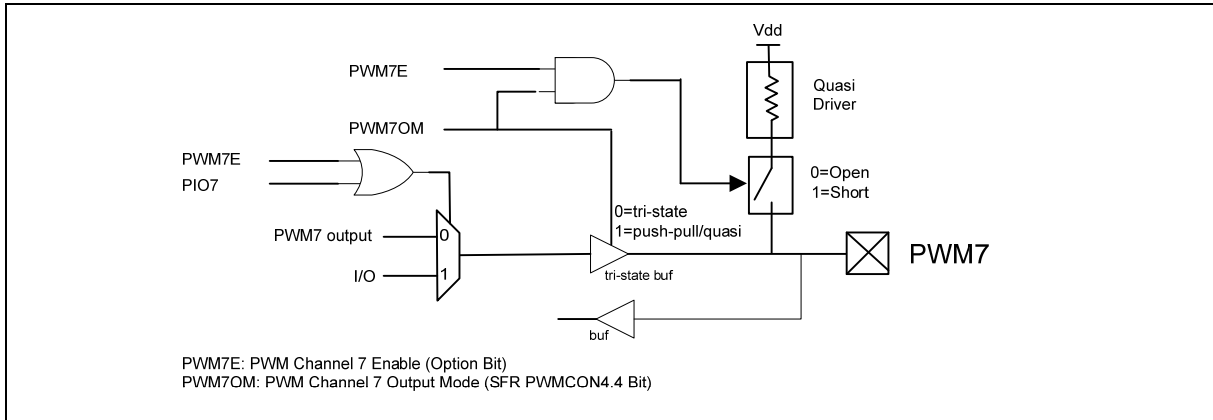 Vdd
PWM7E
Quasi
Driver
PWM7OM
PWM7E
PIO7
0=Open
1=Short
0=tri-state
1=push-pull/quasi
PWM7 output
0
I/O
1
tri-state buf
PWM7
buf
PWM7E: PWM Channel 7 Enable (Option Bit)
PWM7OM: PWM Channel 7 Output Mode (SFR PWMCON4.4 Bit)